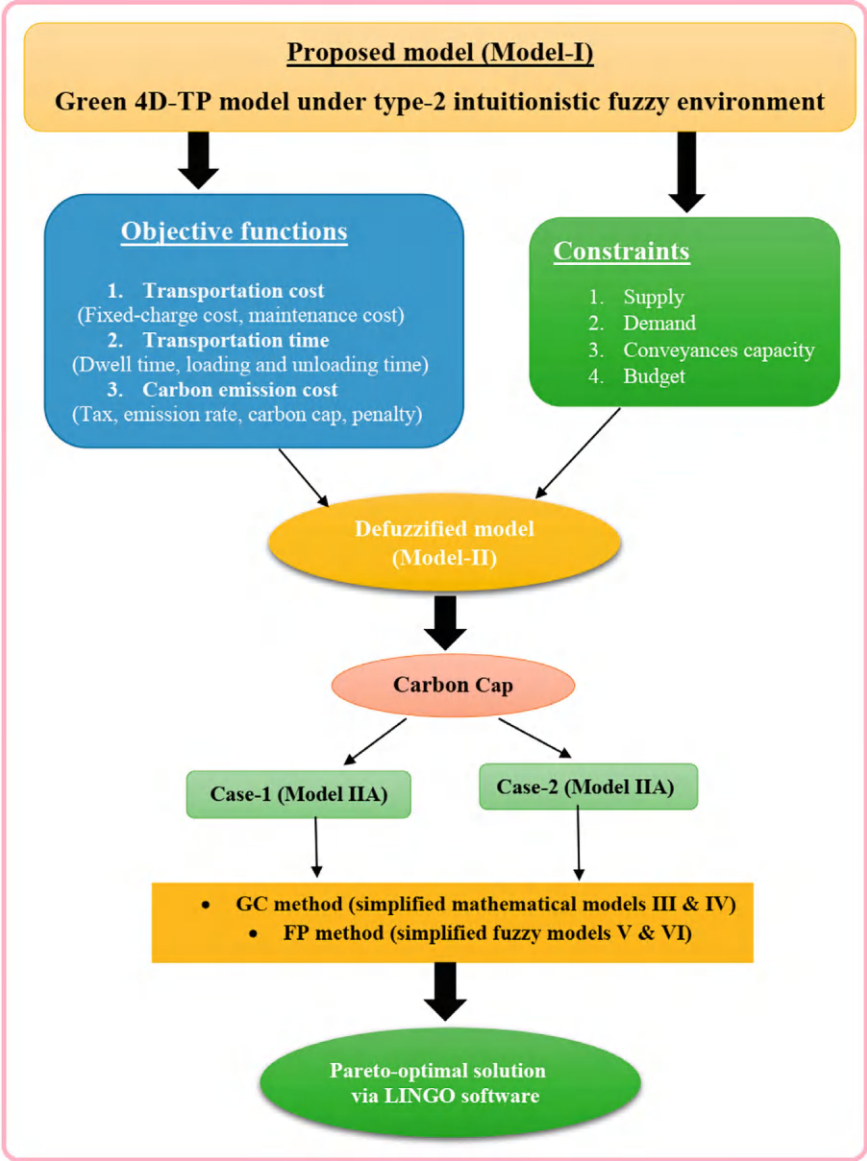 Proposed model (Model-I)
Green 4D-TP model under type-2 intuitionistic fuzzy environment
Objective functions
1. Transportation cost
(Fixed-charge cost, maintenance cost)
2. Transportation time
(Dwell time, loading and unloading time)
3. Carbon emission cost
(Tax, emission rate, carbon cap, penalty)
Constraints
1. Supply
2. Demand
3. Conveyances capacity
4. Budget
Defuzzified model
(Model-II)
Carbon Cap
Case-1 (Model IIA)
Case-2 (Model IIA)
• GC method (simplified mathematical models III & IV)
• FP method (simplified fuzzy models V & VI)
Pareto-optimal solution
via LINGO software